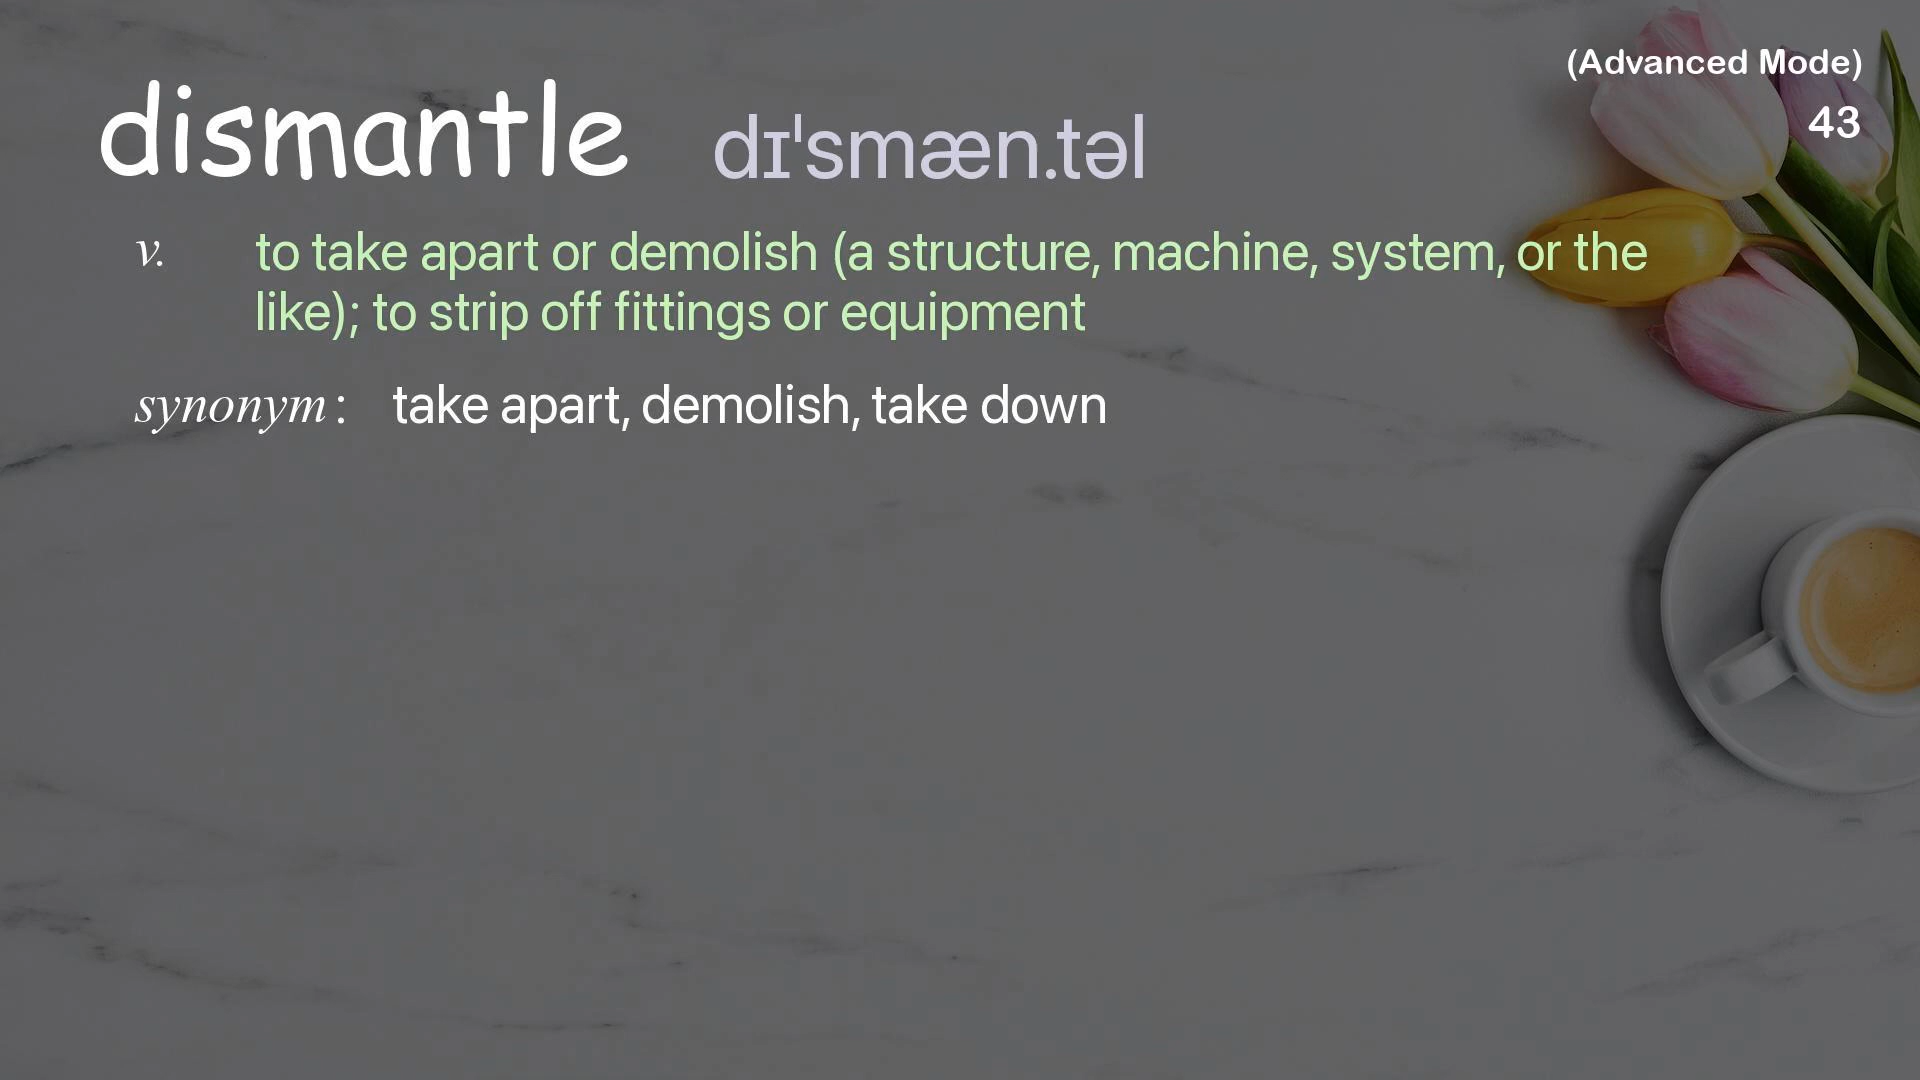 (Advanced Mode)
43
dismantle dɪˈsmæn.təl
v. to take apart or demolish (a structure, machine, system, or the
like); to strip off fittings or equipment
synonym : take apart, demolish, take down